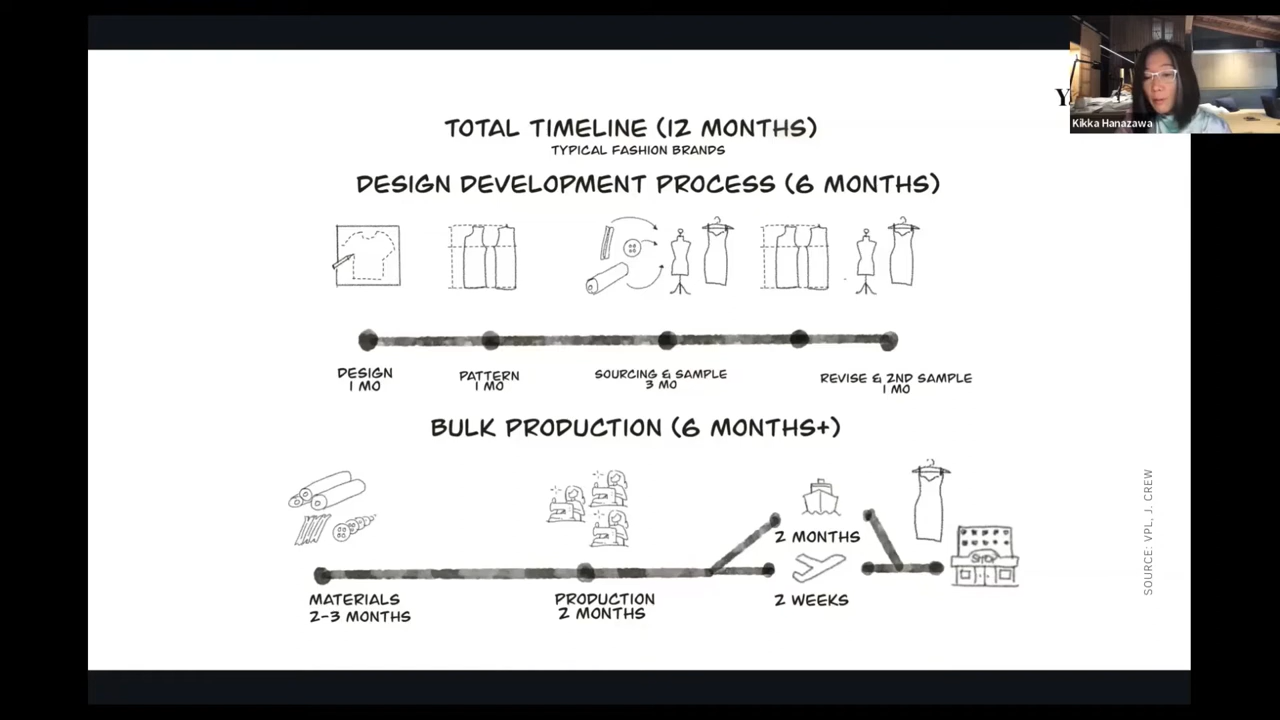 TOTAL TIMELINE (12 MONTHS)
TYPICAL FASHION BRANDS
DESIGN DEVELOPMENT PROCESS (6 MONTHS)
DESIGN
1 MO
PATTERN
1 MO
SOURCING & SAMPLE
3 MO
REVISE & 2ND SAMPLE
1 MO
BULK PRODUCTION (6 MONTHS+)
2 MONTHS
SHOP
MATERIALS
2-3 MONTHS
PRODUCTION
2 MONTHS
2 WEEKS
SOURCE: VPL, J. CREW
Kikka Hanazawa